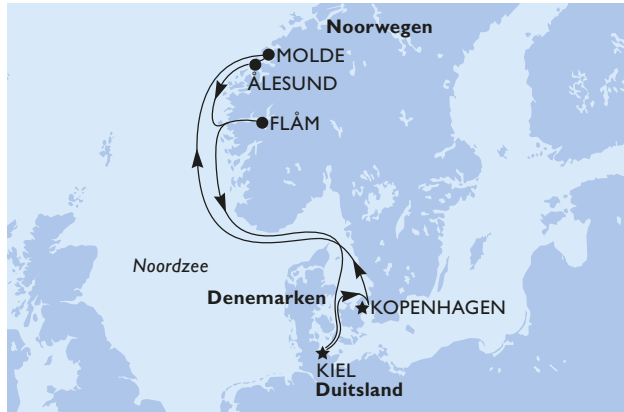 Noorwegen
MOLDE
ÅLESUND
FLÅM
Noordzee
Denemarken
KOPENHAGEN
KIEL
Duitsland